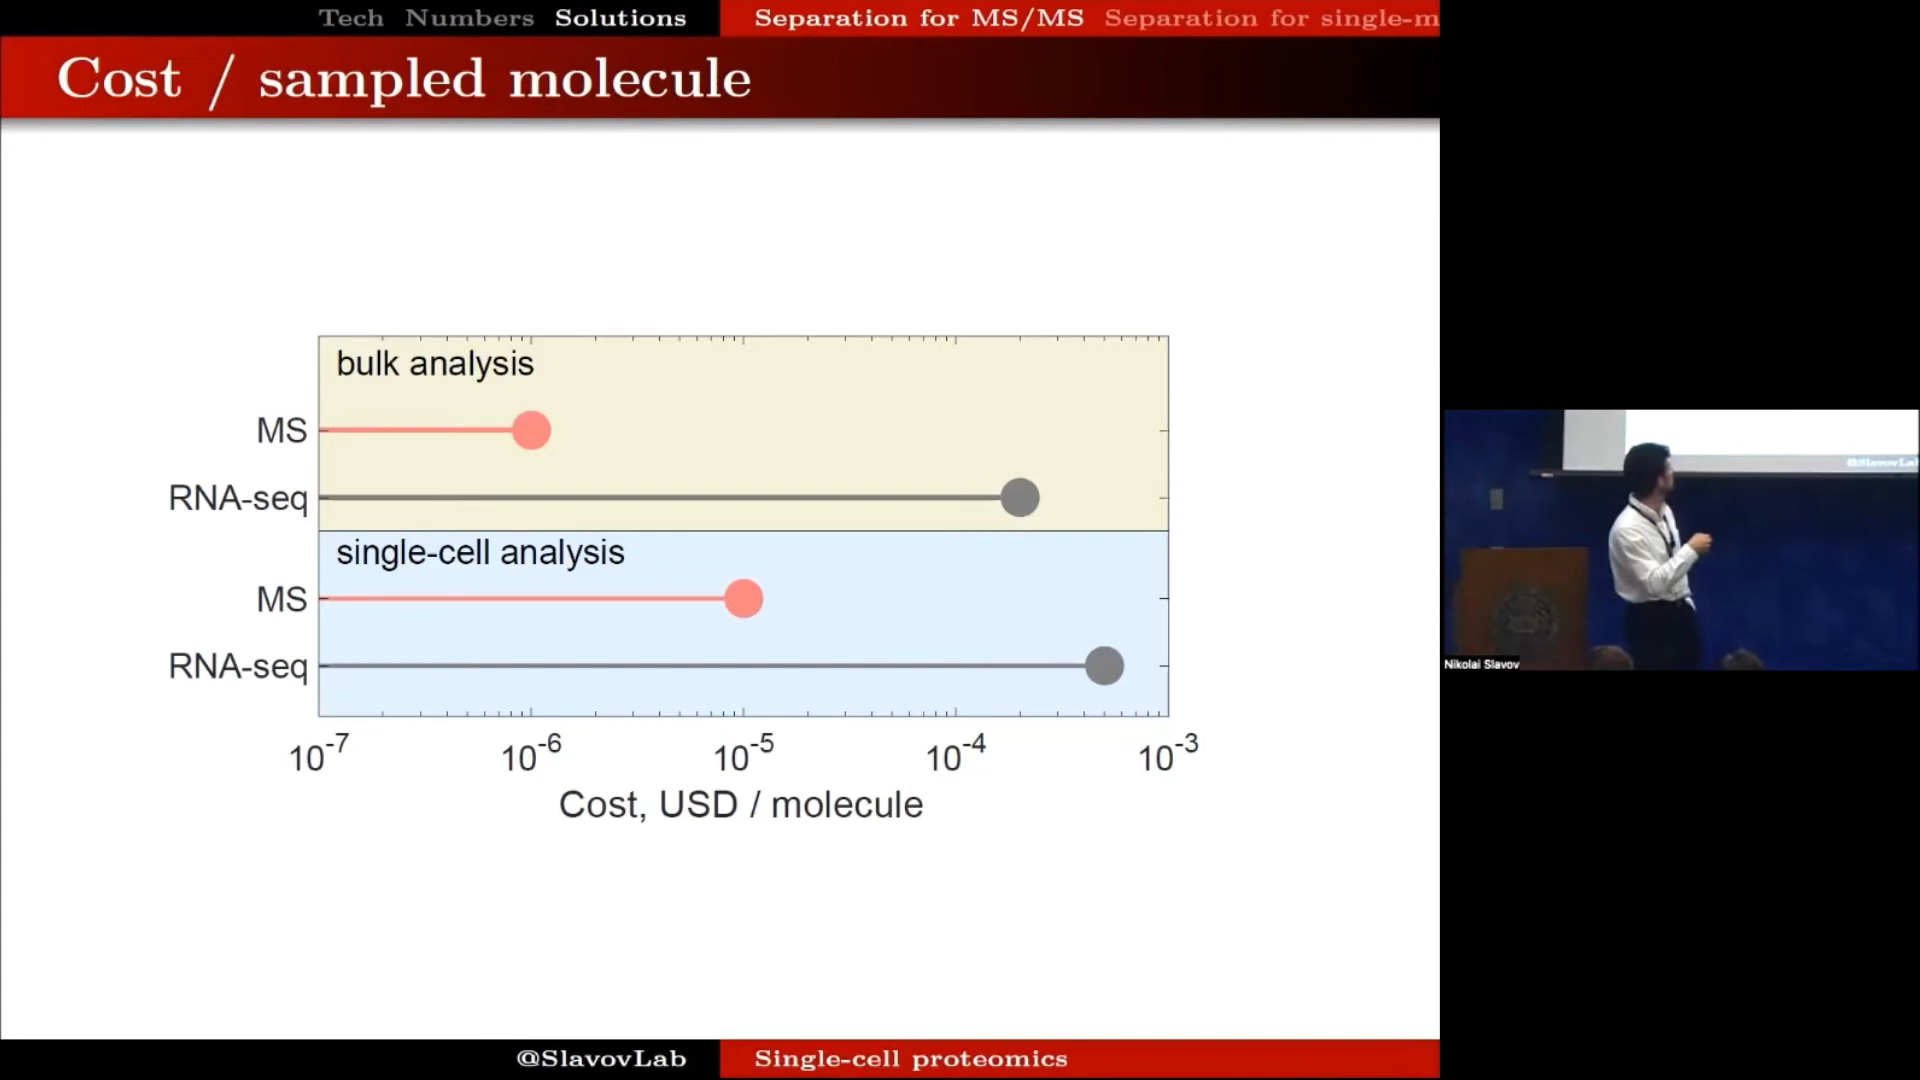 Tech Numbers Solutions
Separation for MS/MS Separation for single-m
Cost / sampled molecule
bulk analysis
MS
RNA-seq
single-cell analysis
MS
RNA-seq
10^-7 10^-6 10^-5 10^-4 10^-3
Cost, USD / molecule
@SlavovLab
Nikolai Slavov
@SlavovLab
Single-cell proteomics